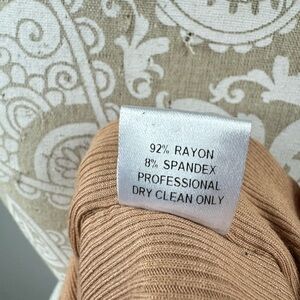 92% RAYON
8% SPANDEX
PROFESSIONAL
DRY CLEAN ONLY